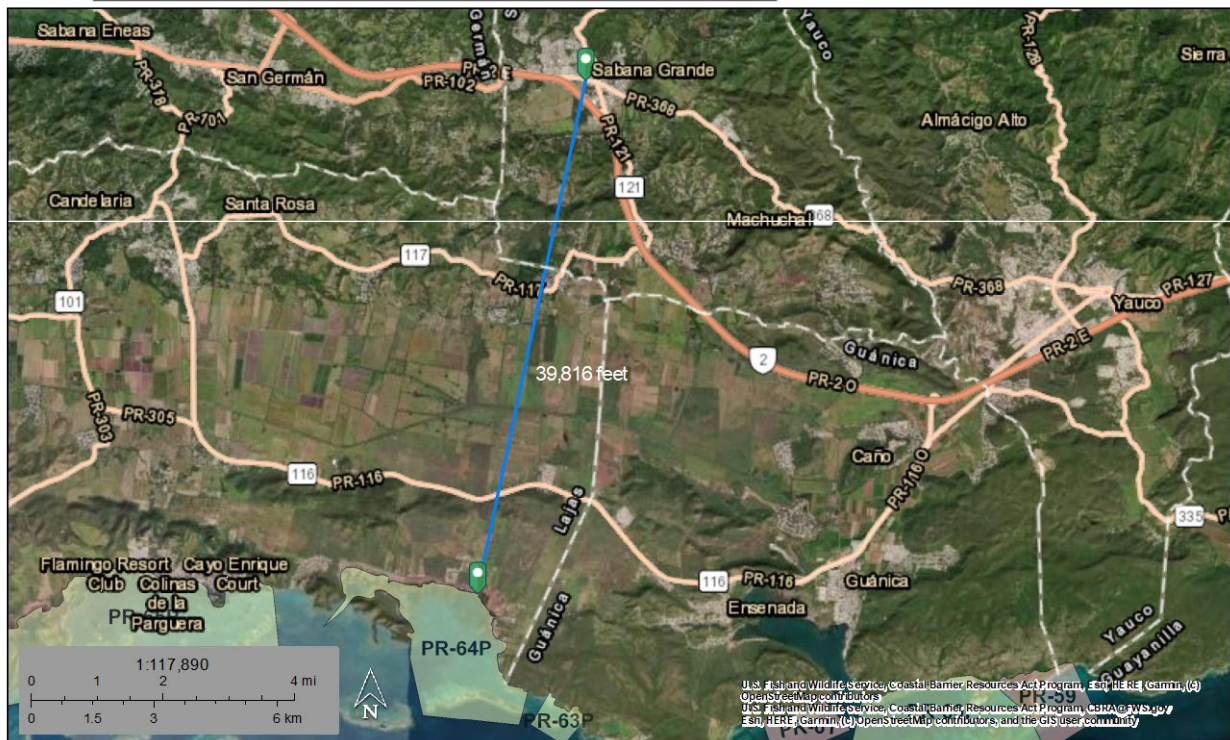 Sabana Eneas
San Germán
PR-102
Germán
Yauco
PR-128
Sierra
Sabana Grande
PR-368
PR-318
PR-101
PR-121
Almácigo Alto
121
Candelaria
Santa Rosa
Machuchal
368
117
PR-117
PR-368
PR-127
101
Yauco
PR-2 E
Guánica
2
39,816 feet
PR-2 O
PR-303
PR-305
Caño
116
PR-116
PR-116 O
Lajas
335
Flamingo Resort Cayo Enrique
Club Colinas Court
de la
Parguera
116
PR-116
Guánica
Ensenada
Guánica
PR-64P
Yauco
Guayanilla
PR-63P
PR-59
1:117,890
0 1 2 4 mi
0 1.5 3 6 km
N
U.S. Fish and Wildlife Service, Coastal Barrier Resources Act Program, Esri, HERE, Garmin, (c)
OpenStreetMap contributors
U.S. Fish and Wildlife Service, Coastal Barrier Resources Act Program, CBRA@FWS.gov
Esri, HERE, Garmin, (c) OpenStreetMap contributors, and the GIS user community